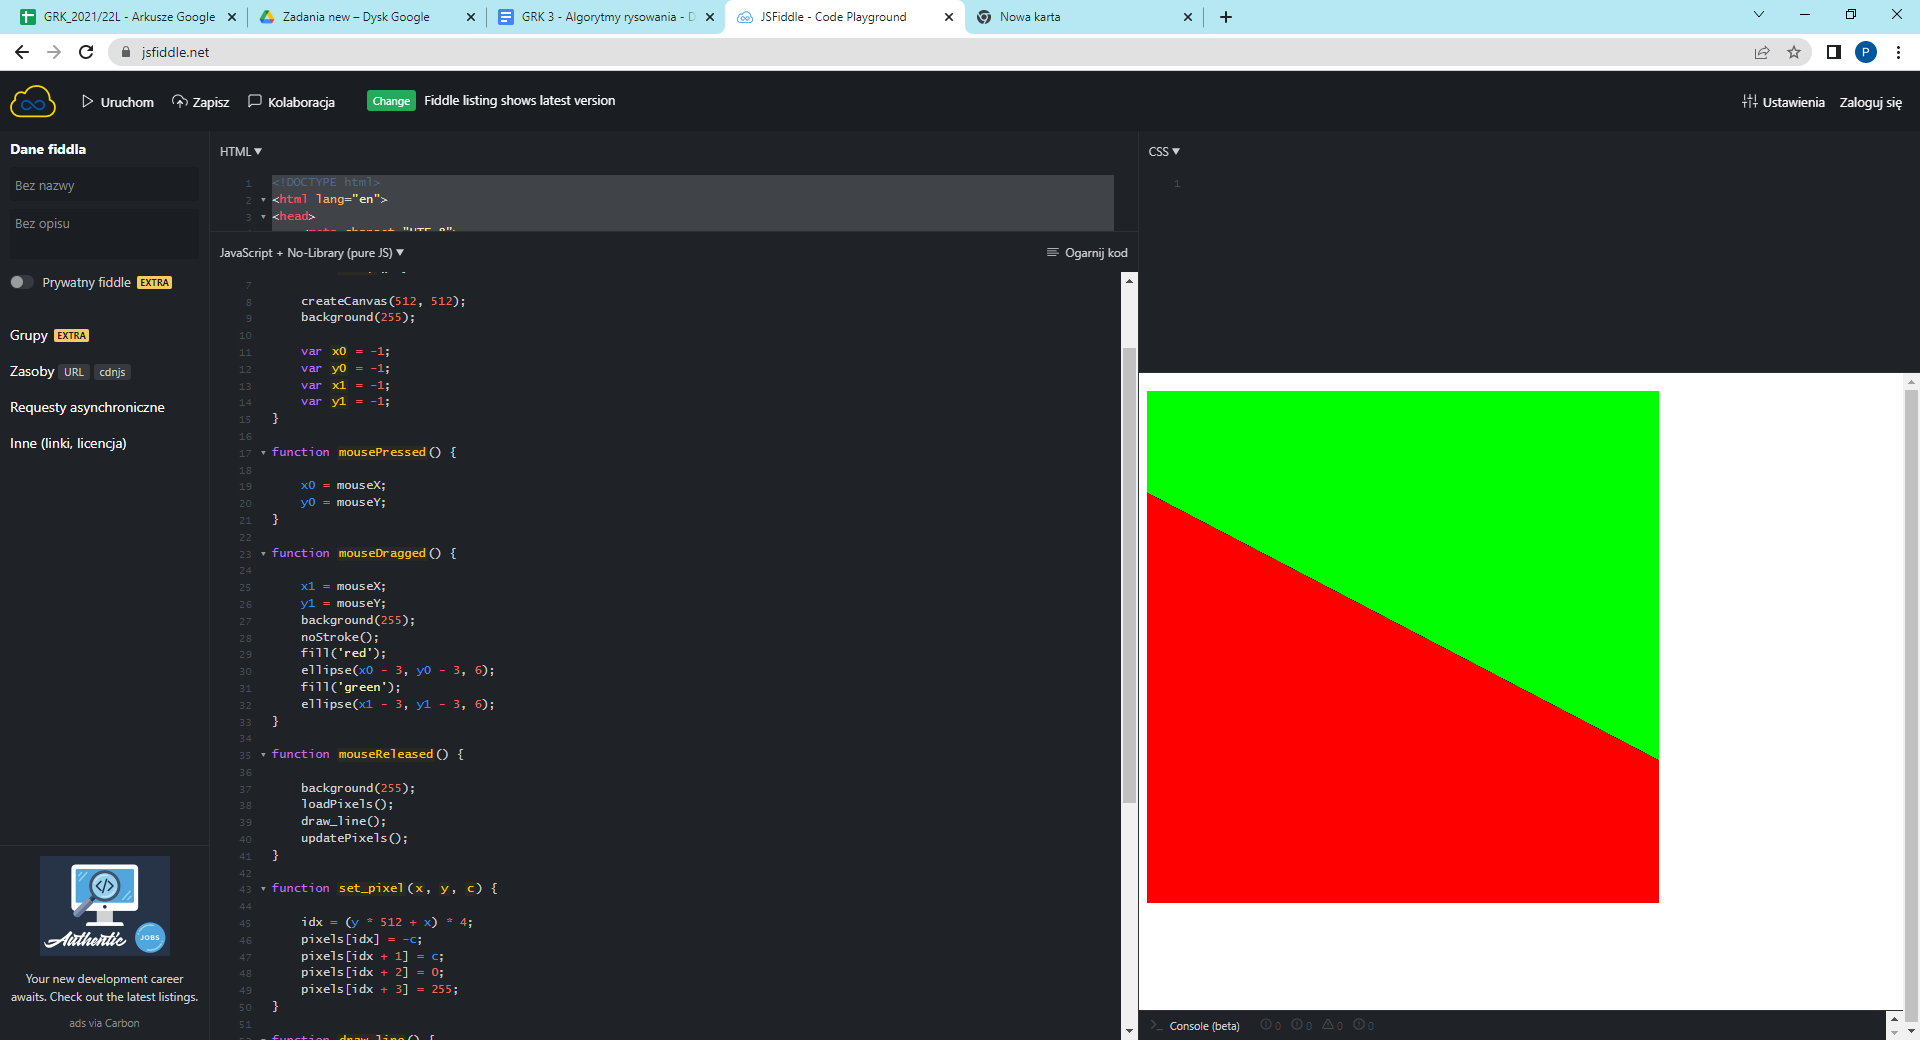 GRK_2021/22L - Arkusze Google
Zadania new – Dysk Google
GRK 3 - Algorytmy rysowania - D
JSFiddle - Code Playground
Nowa karta
jsfiddle.net
P
Uruchom
Zapisz
Kolaboracja
Change
Fiddle listing shows latest version
Ustawienia
Zaloguj się
Dane fiddla
Bez nazwy
Bez opisu
Prywatny fiddle EXTRA
Grupy EXTRA
Zasoby URL cdnjs
Requesty asynchroniczne
Inne (linki, licencja)
</> Authentic JOBS
Your new development career
awaits. Check out the latest listings.
ads via Carbon
HTML
1 <!DOCTYPE html>
2 <html lang="en">
3 <head>
JavaScript + No-Library (pure JS)
Ogarnij kod
7
8 createCanvas(512, 512);
9 background(255);
10
11 var x0 = -1;
12 var y0 = -1;
13 var x1 = -1;
14 var y1 = -1;
15 }
16
17 function mousePressed() {
18
19 x0 = mouseX;
20 y0 = mouseY;
21 }
22
23 function mouseDragged() {
24
25 x1 = mouseX;
26 y1 = mouseY;
27 background(255);
28 noStroke();
29 fill('red');
30 ellipse(x0 - 3, y0 - 3, 6);
31 fill('green');
32 ellipse(x1 - 3, y1 - 3, 6);
33 }
34
35 function mouseReleased() {
36
37 background(255);
38 loadPixels();
39 draw_line();
40 updatePixels();
41 }
42
43 function set_pixel(x, y, c) {
44
45 idx = (y * 512 + x) * 4;
46 pixels[idx] = -c;
47 pixels[idx + 1] = c;
48 pixels[idx + 2] = 0;
49 pixels[idx + 3] = 255;
50 }
51
CSS
1
>_ Console (beta) 0 0 0 0